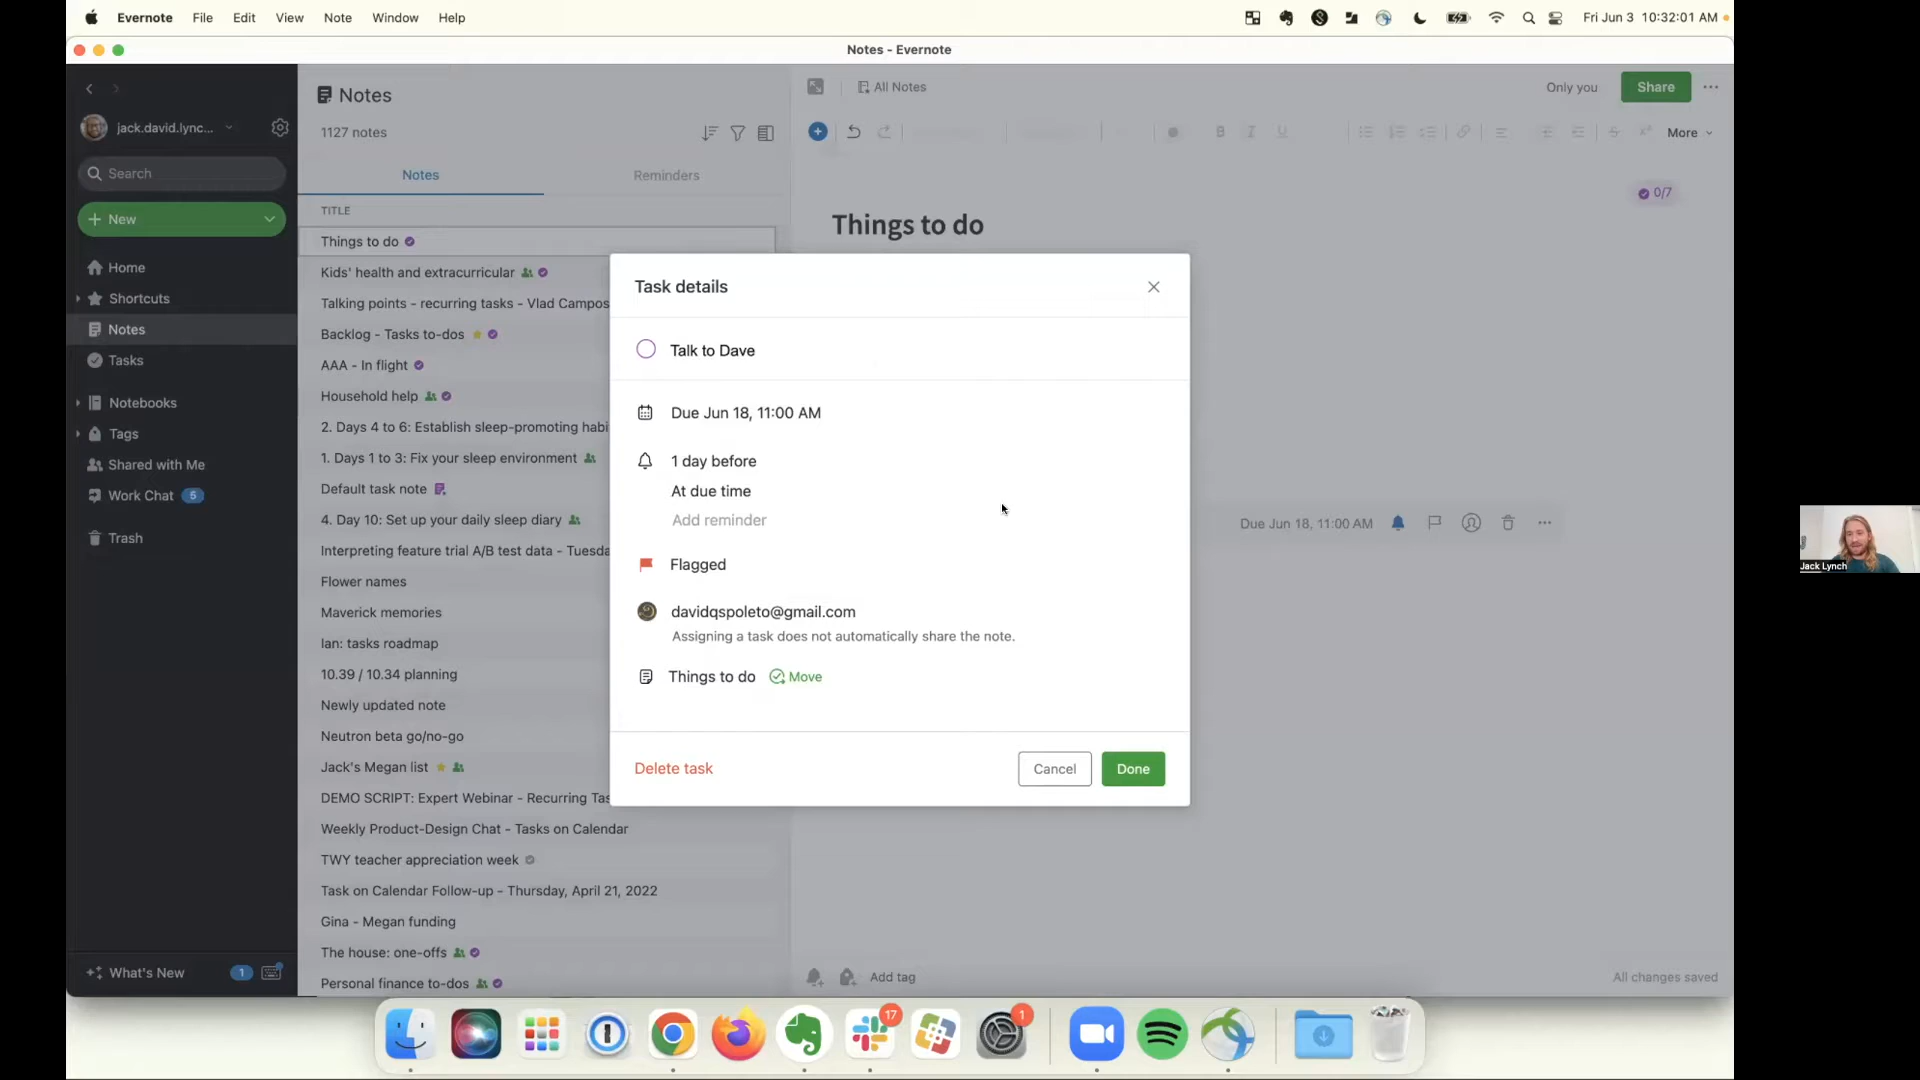 Evernote File Edit View Note Window Help
Fri Jun 3 10:32:01 AM
Notes - Evernote
jack.david.lync...
Search
New
Home
Shortcuts
Notes
Tasks
Notebooks
Tags
Shared with Me
Work Chat 5
Trash
What's New 1
Notes
1127 notes
Notes Reminders
TITLE
Things to do
Kids' health and extracurricular
Talking points - recurring tasks - Vlad Campos
Backlog - Tasks to-dos
AAA - In flight
Household help
2. Days 4 to 6: Establish sleep-promoting habi
1. Days 1 to 3: Fix your sleep environment
Default task note
4. Day 10: Set up your daily sleep diary
Interpreting feature trial A/B test data - Tuesda
Flower names
Maverick memories
Ian: tasks roadmap
10.39 / 10.34 planning
Newly updated note
Neutron beta go/no-go
Jack's Megan list
DEMO SCRIPT: Expert Webinar - Recurring Tas
Weekly Product-Design Chat - Tasks on Calendar
TWY teacher appreciation week
Task on Calendar Follow-up - Thursday, April 21, 2022
Gina - Megan funding
The house: one-offs
Personal finance to-dos
All Notes
Only you
Share
B I U
More
0/7
Things to do
Task details
Talk to Dave
Due Jun 18, 11:00 AM
1 day before
At due time
Add reminder
Flagged
davidqspoleto@gmail.com
Assigning a task does not automatically share the note.
Things to do Move
Delete task
Cancel
Done
Due Jun 18, 11:00 AM
Add tag
All changes saved
17
1
Jack Lynch